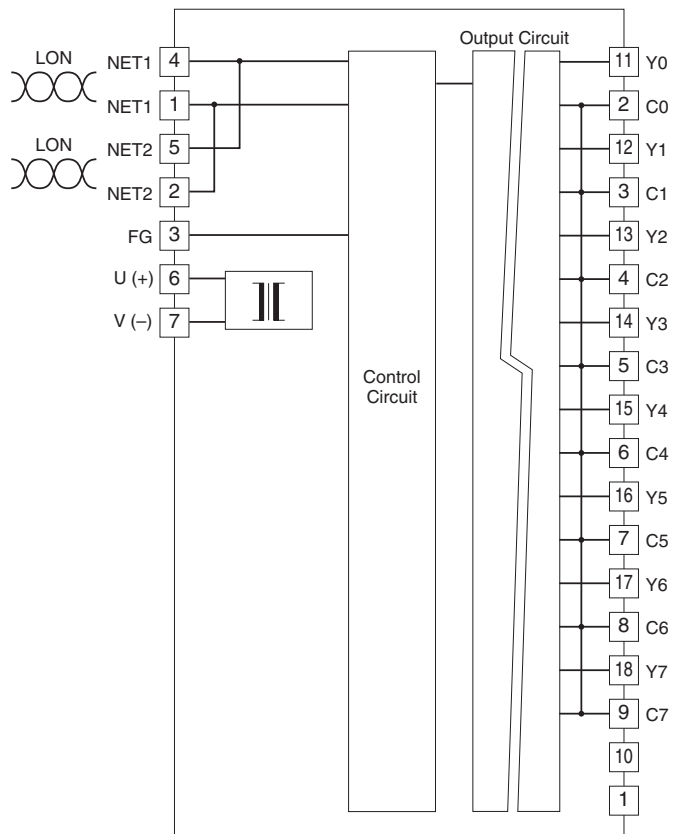 Output Circuit
LON
NET1 4
NET1 1
LON
NET2 5
NET2 2
FG 3
U (+) 6
V (–) 7
Control
Circuit
11 Y0
2 C0
12 Y1
3 C1
13 Y2
4 C2
14 Y3
5 C3
15 Y4
6 C4
16 Y5
7 C5
17 Y6
8 C6
18 Y7
9 C7
10
1